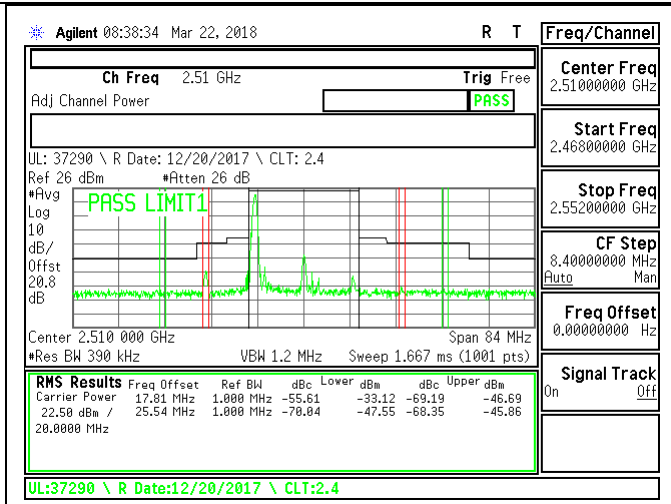 Agilent 08:38:34 Mar 22, 2018 R T
Freq/Channel
Ch Freq 2.51 GHz Trig Free
Adj Channel Power PASS
UL: 37290 \ R Date: 12/20/2017 \ CLT: 2.4
Ref 26 dBm #Atten 26 dB
#Avg
Log
10
dB/
Offst
20.8
dB
PASS LIMIT1
Center 2.510 000 GHz Span 84 MHz
#Res BW 390 kHz VBW 1.2 MHz Sweep 1.667 ms (1001 pts)
RMS Results Freq Offset Ref BW dBc Lower dBm dBc Upper dBm
Carrier Power 17.81 MHz 1.000 MHz -55.61 -33.12 -69.19 -46.69
22.50 dBm / 25.54 MHz 1.000 MHz -70.04 -47.55 -68.35 -45.86
20.0000 MHz
UL:37290 \ R Date:12/20/2017 \ CLT:2.4
Center Freq
2.51000000 GHz
Start Freq
2.46800000 GHz
Stop Freq
2.55200000 GHz
CF Step
8.40000000 MHz
Auto Man
Freq Offset
0.00000000 Hz
Signal Track
On Off